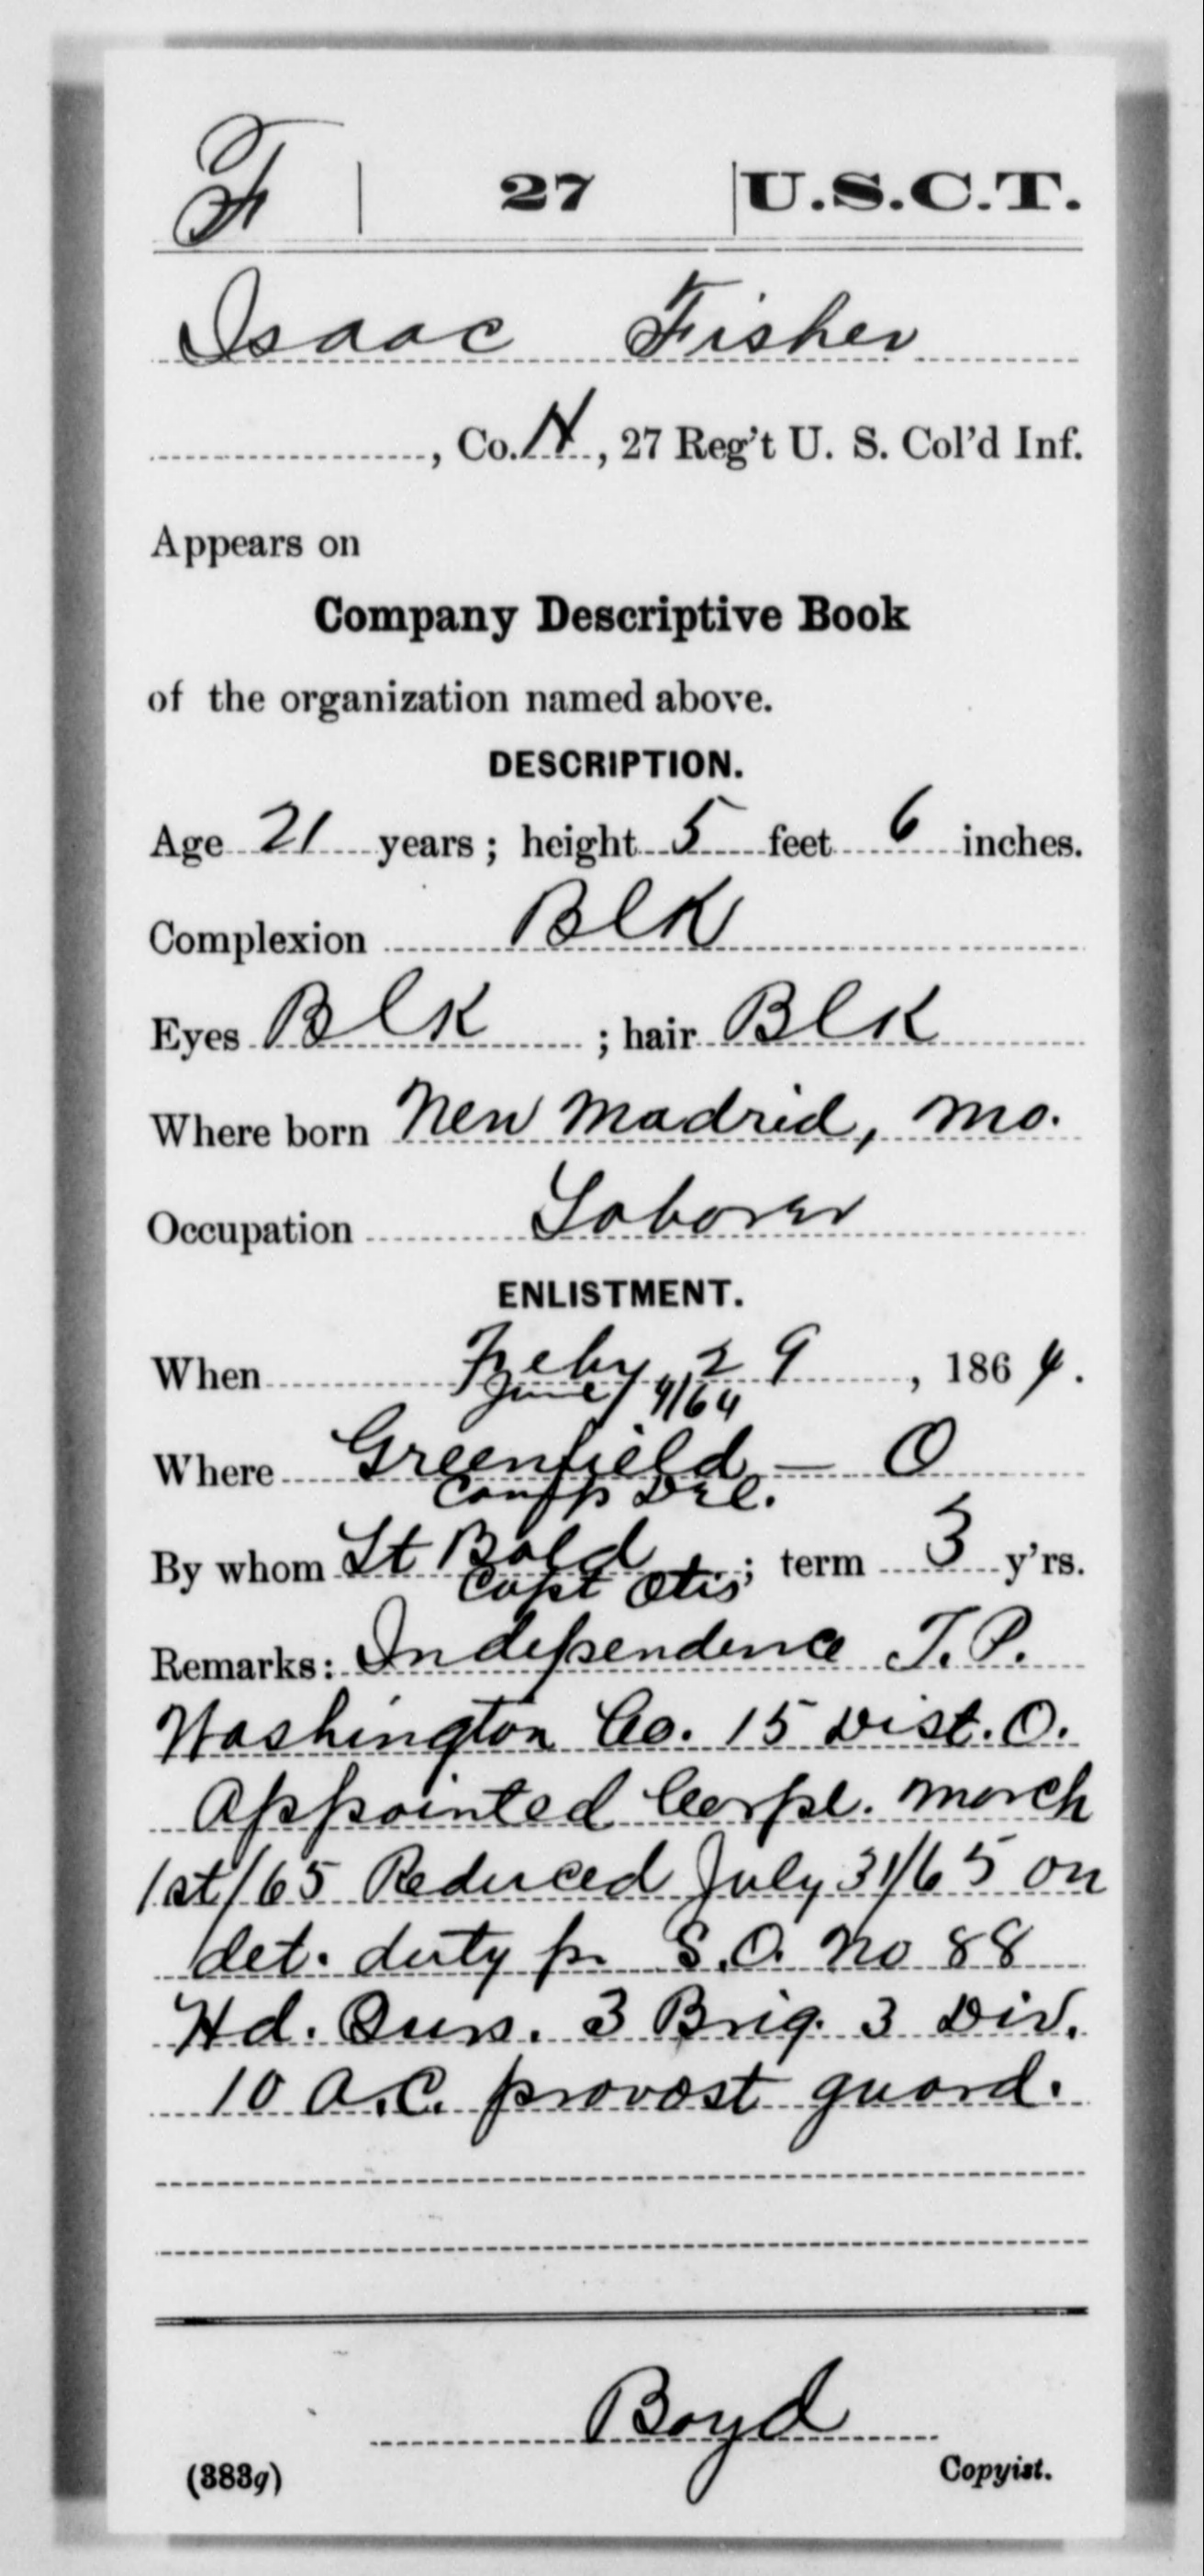 F | 27 | U.S.C.T.
Isaac Fisher
, Co. H, 27 Reg't U. S. Col'd Inf.
Appears on
Company Descriptive Book
of the organization named above.
DESCRIPTION.
Age 21 years; height 5 feet 6 inches.
Complexion Blk
Eyes Blk; hair Blk
Where born New Madrid, Mo.
Occupation Laborer
ENLISTMENT.
When Feby 29, 1864.
June 4/64
Where Greenfield - O
Camp Del.
By whom Lt Bold; term 3 y'rs.
Capt Otis
Remarks: Independence T.P.
Washington Co. 15 Dist. O.
Appointed Corpl. March
1st/65 Reduced July 31/65 on
det. duty pr S.O. No 88
Hd. Qurs. 3 Brig. 3 Div.
10 A.C. provost guard.
Boyd
(383g) Copyist.